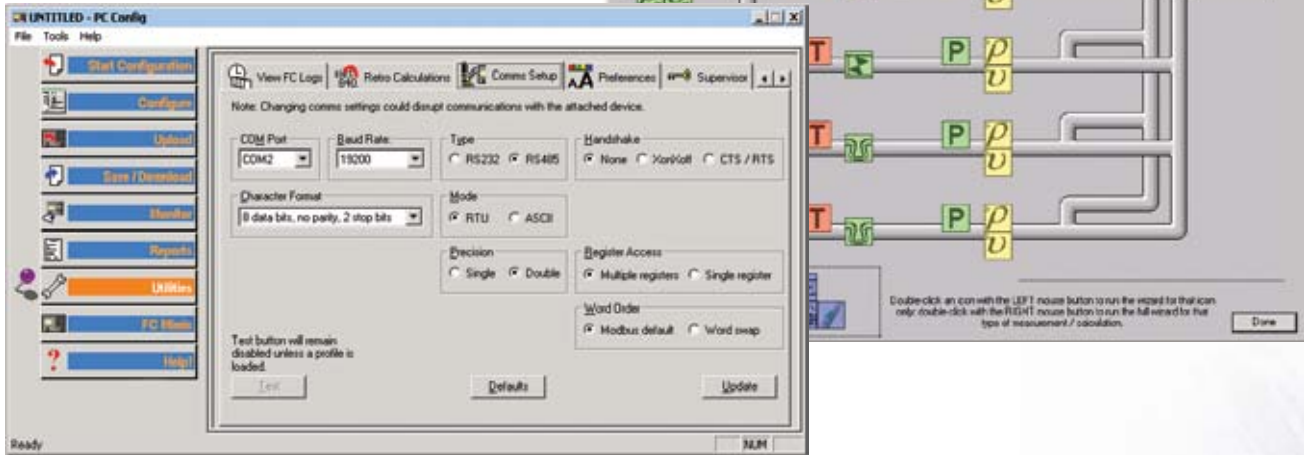 UNTITLED - PC Config
File Tools Help
Start Configuration
Configure
Upload
Save / Download
Monitor
Reports
Utilities
FC Mimic
Help!
View FC Logs
Retro Calculations
Comms Setup
Preferences
Supervisor
Note: Changing comms settings could disrupt communications with the attached device.
COM Port
COM2
Baud Rate
19200
Type
RS232 RS485
Handshake
None Xon/Xoff CTS / RTS
Character Format
8 data bits, no parity, 2 stop bits
Mode
RTU ASCII
Precision
Single Double
Register Access
Multiple registers Single register
Word Order
Modbus default Word swap
Test button will remain
disabled unless a profile is
loaded.
Test
Defaults
Update
Ready
NUM
T P ρ
υ
T P ρ
υ
T P ρ
υ
Double-click an icon with the LEFT mouse button to run the wizard for that icon
only: double-click with the RIGHT mouse button to run the full wizard for that
type of measurement / calculation.
Done